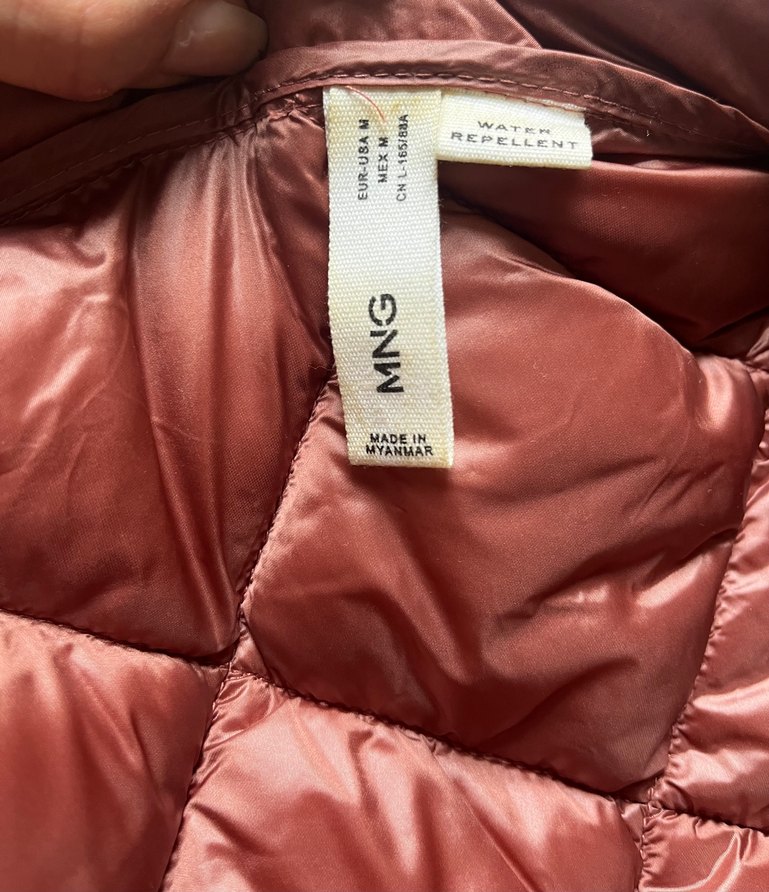 EUR-USA M
MEX M
CN L-165/88A
MNG
MADE IN
MYANMAR
WATER
REPELLENT